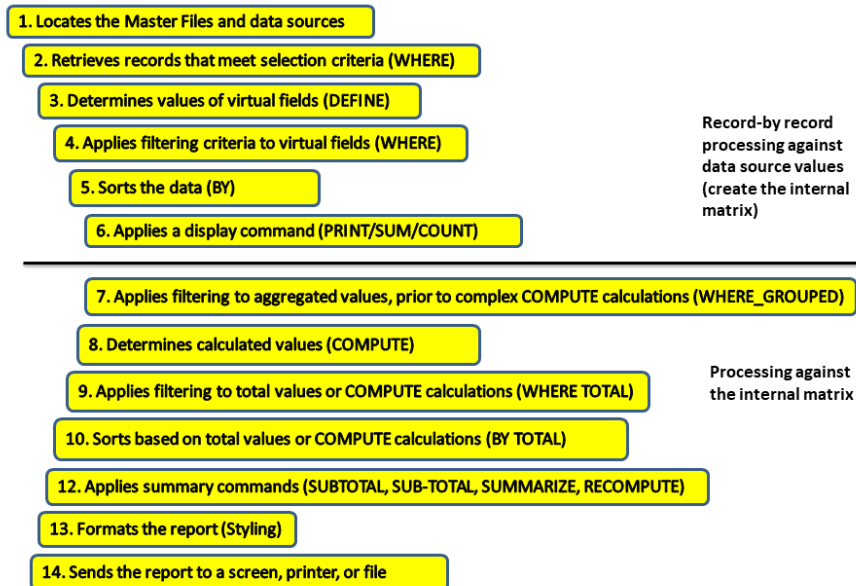 1. Locates the Master Files and data sources
2. Retrieves records that meet selection criteria (WHERE)
3. Determines values of virtual fields (DEFINE)
4. Applies filtering criteria to virtual fields (WHERE)
5. Sorts the data (BY)
6. Applies a display command (PRINT/SUM/COUNT)
Record-by record
processing against
data source values
(create the internal
matrix)
7. Applies filtering to aggregated values, prior to complex COMPUTE calculations (WHERE_GROUPED)
8. Determines calculated values (COMPUTE)
9. Applies filtering to total values or COMPUTE calculations (WHERE TOTAL)
10. Sorts based on total values or COMPUTE calculations (BY TOTAL)
12. Applies summary commands (SUBTOTAL, SUB-TOTAL, SUMMARIZE, RECOMPUTE)
13. Formats the report (Styling)
14. Sends the report to a screen, printer, or file
Processing against
the internal matrix